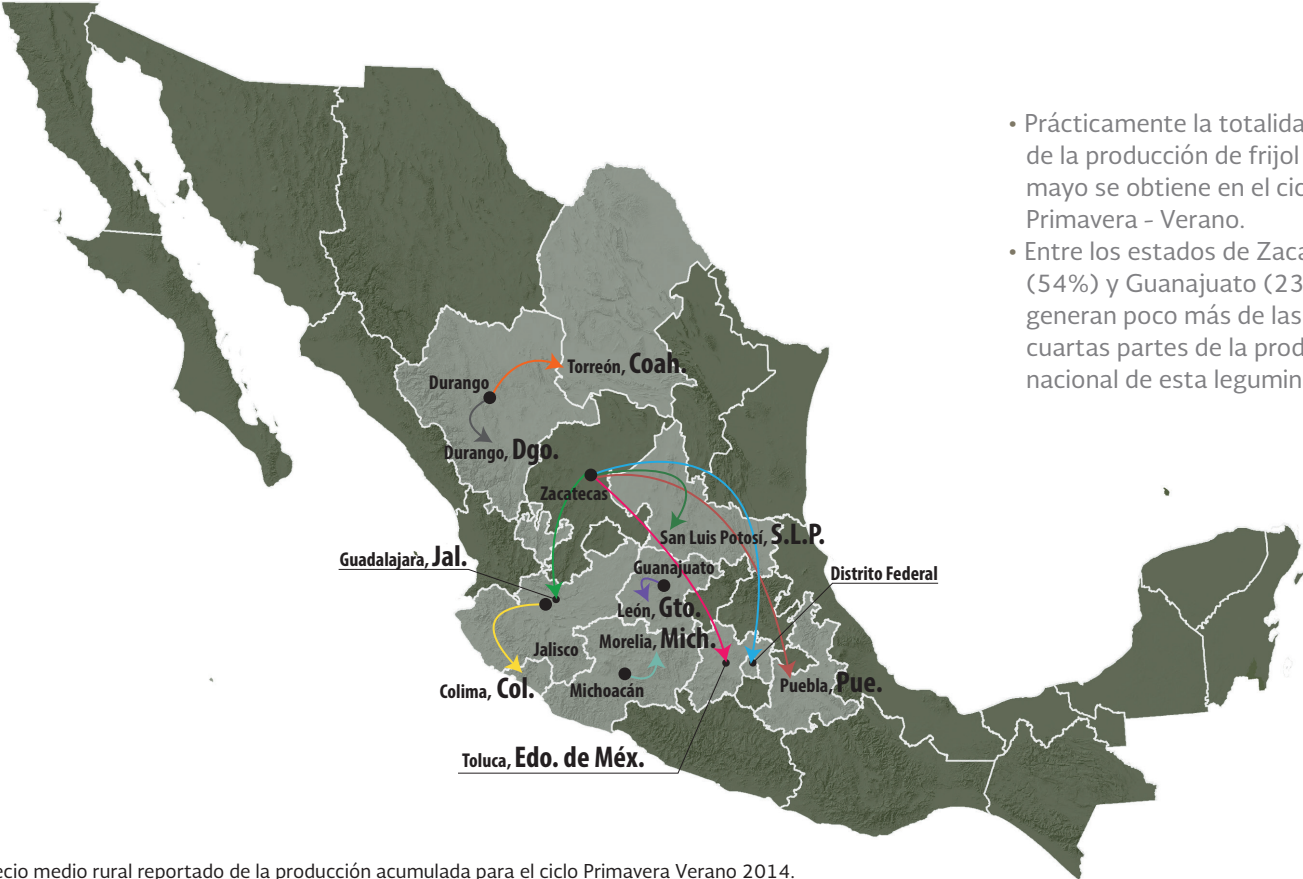 • Prácticamente la totalida
de la producción de frijol
mayo se obtiene en el cic
Primavera - Verano.
• Entre los estados de Zaca
(54%) y Guanajuato (23
generan poco más de las
cuartas partes de la prod
nacional de esta legumin
Torreón, Coah.
Durango
Durango, Dgo.
Zacatecas
San Luis Potosí, S.L.P.
Guadalajara, Jal.
Guanajuato
Distrito Federal
León, Gto.
Morelia, Mich.
Jalisco
Colima, Col.
Michoacán
Puebla, Pue.
Toluca, Edo. de Méx.
ecio medio rural reportado de la producción acumulada para el ciclo Primavera Verano 2014.